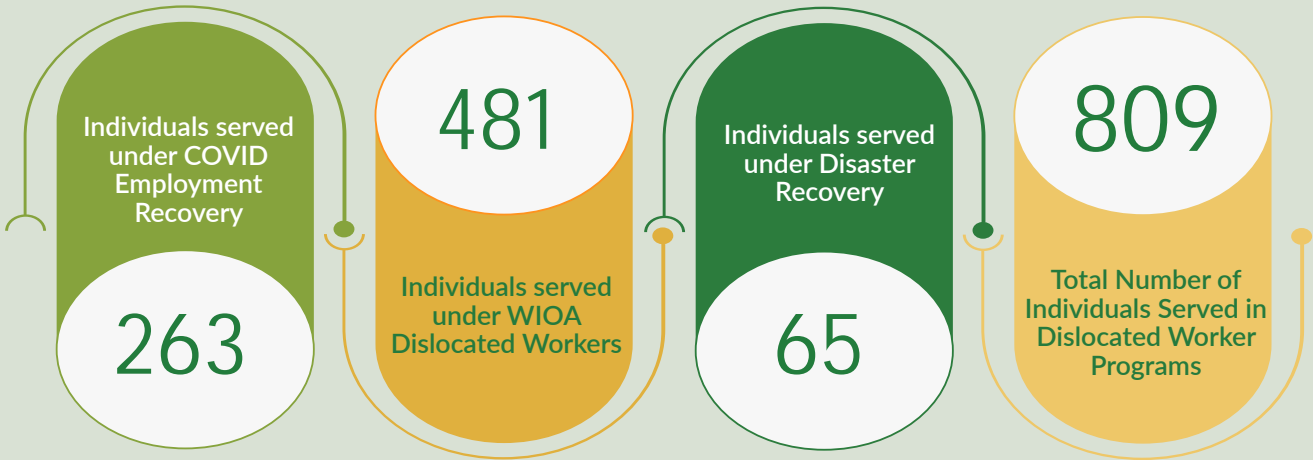 Individuals served
under COVID
Employment
Recovery
263
481
Individuals served
under WIOA
Dislocated Workers
Individuals served
under Disaster
Recovery
65
809
Total Number of
Individuals Served in
Dislocated Worker
Programs